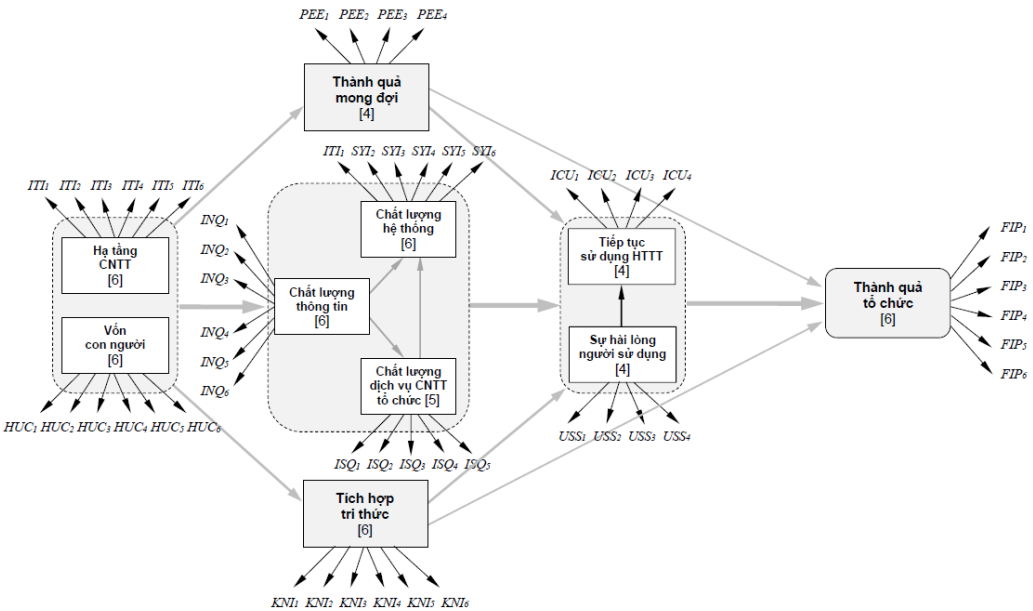 PEE1 PEE2 PEE3 PEE4
Thành quả
mong đợi
[4]
ITI1 SYI2 SYI3 SYI4 SYI5 SYI6
Chất lượng
hệ thống
[6]
ITI1 ITI2 ITI3 ITI4 ITI5 ITI6
Hạ tầng
CNTT
[6]
Vốn
con người
[6]
HUC1 HUC2 HUC3 HUC4 HUC5 HUC6
INQ1
INQ2
INQ3
INQ4
INQ5
INQ6
Chất lượng
thông tin
[6]
Chất lượng
dịch vụ CNTT
tổ chức [5]
ISQ1 ISQ2 ISQ3 ISQ4 ISQ5
Tích hợp
tri thức
[6]
KNI1 KNI2 KNI3 KNI4 KNI5 KNI6
ICU1 ICU2 ICU3 ICU4
Tiếp tục
sử dụng HTTT
[4]
Sự hài lòng
người sử dụng
[4]
USS1 USS2 USS3 USS4
Thành quả
tổ chức
[6]
FIP1
FIP2
FIP3
FIP4
FIP5
FIP6